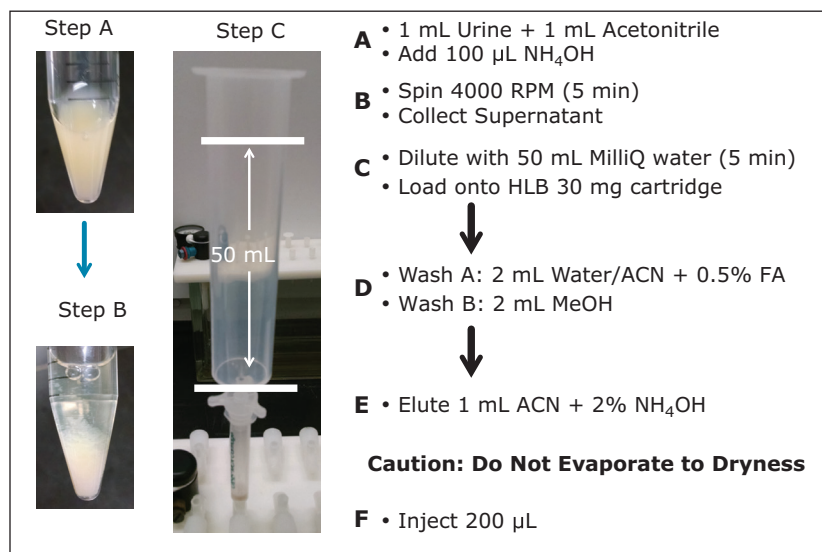 Step A
Step B
Step C
50 mL
A • 1 mL Urine + 1 mL Acetonitrile
• Add 100 µL NH₄OH
B • Spin 4000 RPM (5 min)
• Collect Supernatant
C • Dilute with 50 mL MilliQ water (5 min)
• Load onto HLB 30 mg cartridge
D • Wash A: 2 mL Water/ACN + 0.5% FA
• Wash B: 2 mL MeOH
E • Elute 1 mL ACN + 2% NH₄OH
Caution: Do Not Evaporate to Dryness
F • Inject 200 µL